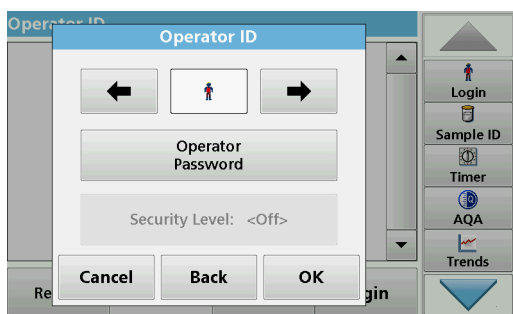 Operator ID
Operator ID
Operator
Password
Security Level: <Off>
Cancel
Back
OK
Login
Sample ID
Timer
AQA
Trends